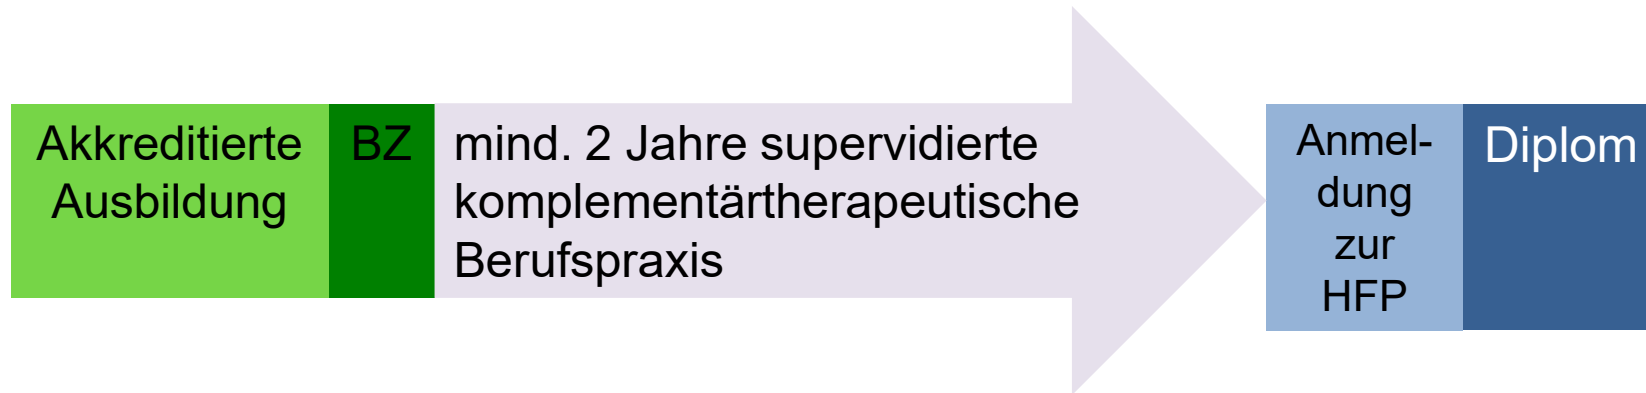 Akkreditierte
Ausbildung
BZ
mind. 2 Jahre supervidierte
komplementärtherapeutische
Berufspraxis
Anmel-
dung
zur
HFP
Diplom